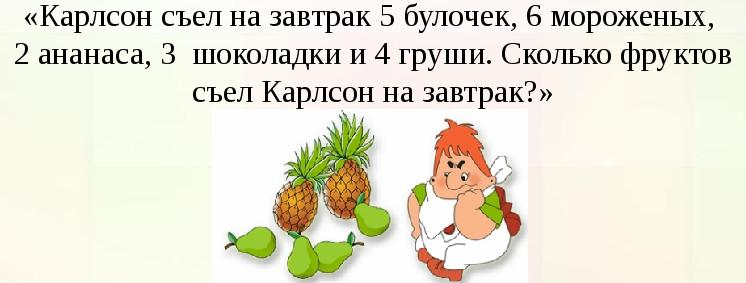 «Карлсон съел на завтрак 5 булочек, 6 мороженых,
2 ананаса, 3 шоколадки и 4 груши. Сколько фруктов
съел Карлсон на завтрак?»